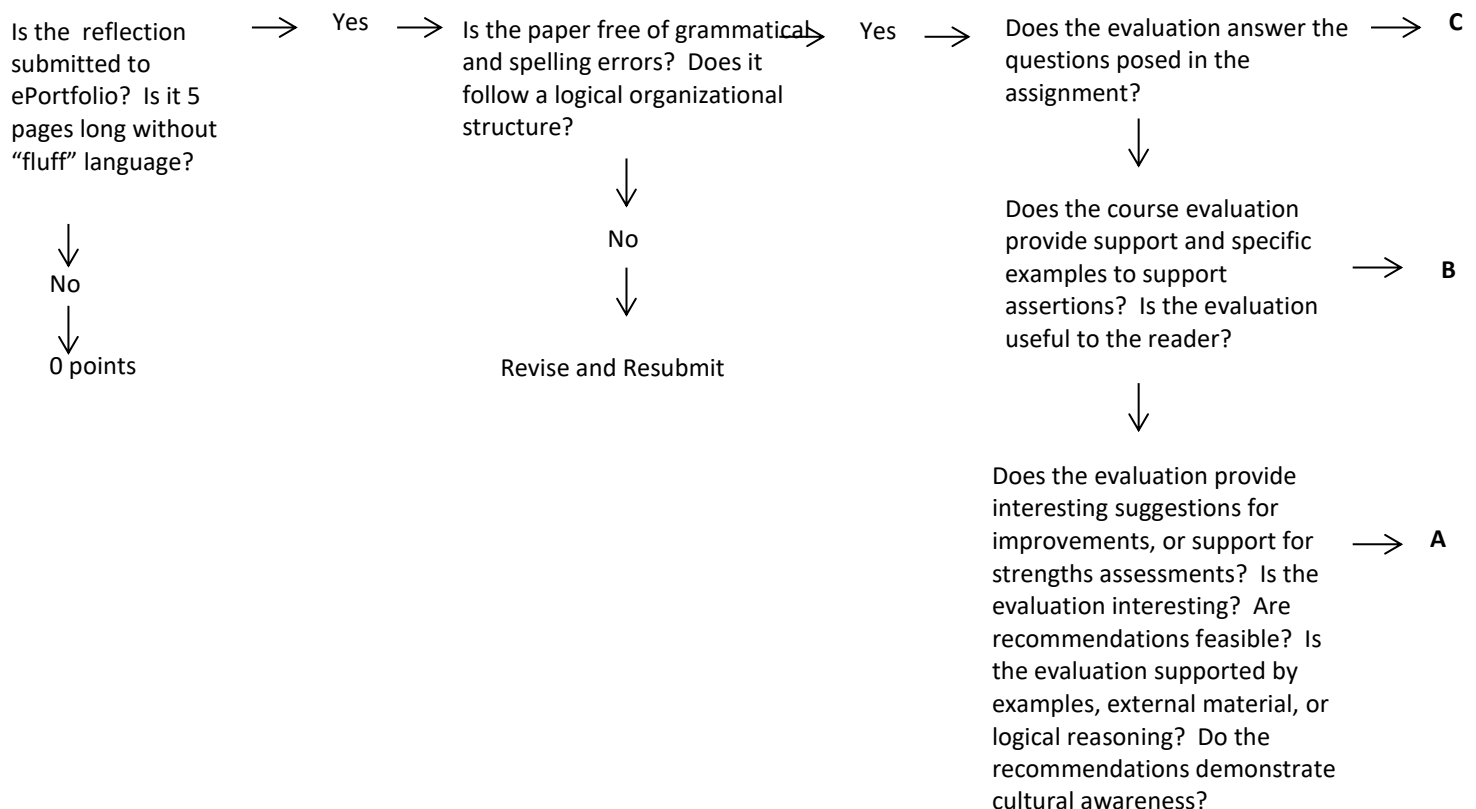 Is the  reflection
submitted to
ePortfolio?  Is it 5
pages long without
“fluff” language?
No
0 points
Yes
Is the paper free of grammatical
and spelling errors?  Does it
follow a logical organizational
structure?
No
Revise and Resubmit
Yes
Does the evaluation answer the
questions posed in the
assignment?
C
Does the course evaluation
provide support and specific
examples to support
assertions?  Is the evaluation
useful to the reader?
B
Does the evaluation provide
interesting suggestions for
improvements, or support for
strengths assessments?  Is the
evaluation interesting?  Are
recommendations feasible?  Is
the evaluation supported by
examples, external material, or
logical reasoning?  Do the
recommendations demonstrate
cultural awareness?
A